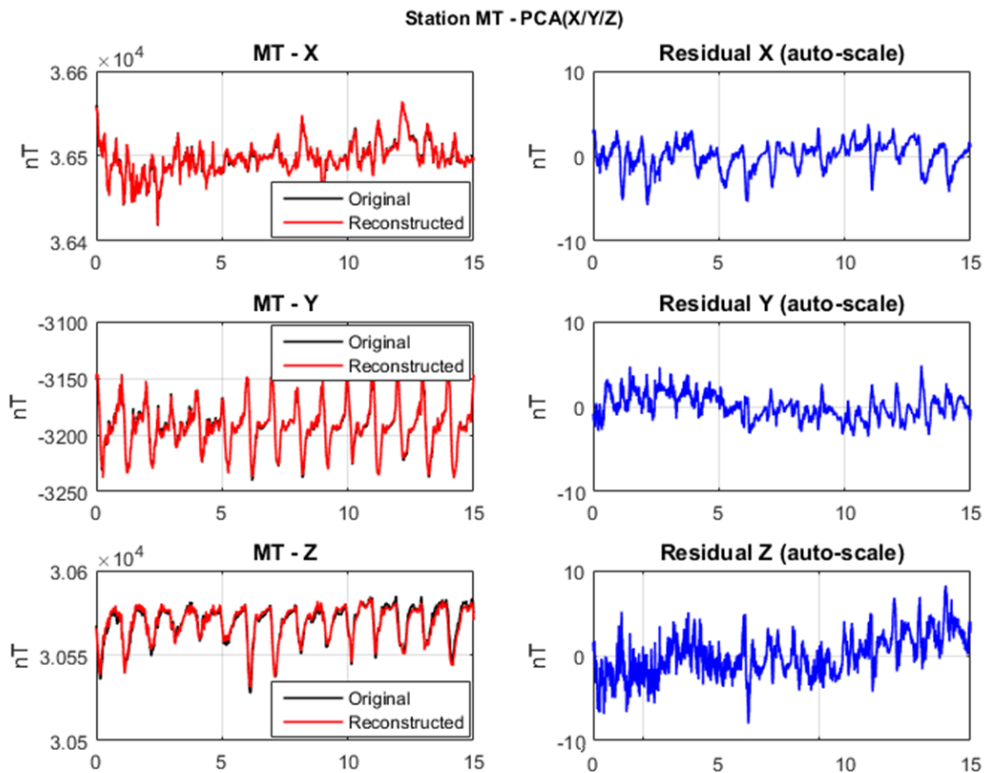 Station MT - PCA(X/Y/Z)
MT - X
×10⁴
3.66
3.65
3.64
nT
0 5 10 15
Original
Reconstructed
Residual X (auto-scale)
10
0
-10
nT
0 5 10 15
MT - Y
-3100
-3150
-3200
-3250
nT
0 5 10 15
Original
Reconstructed
Residual Y (auto-scale)
10
0
-10
nT
0 5 10 15
MT - Z
×10⁴
3.06
3.055
3.05
nT
0 5 10 15
Original
Reconstructed
Residual Z (auto-scale)
10
0
-10
nT
0 5 10 15